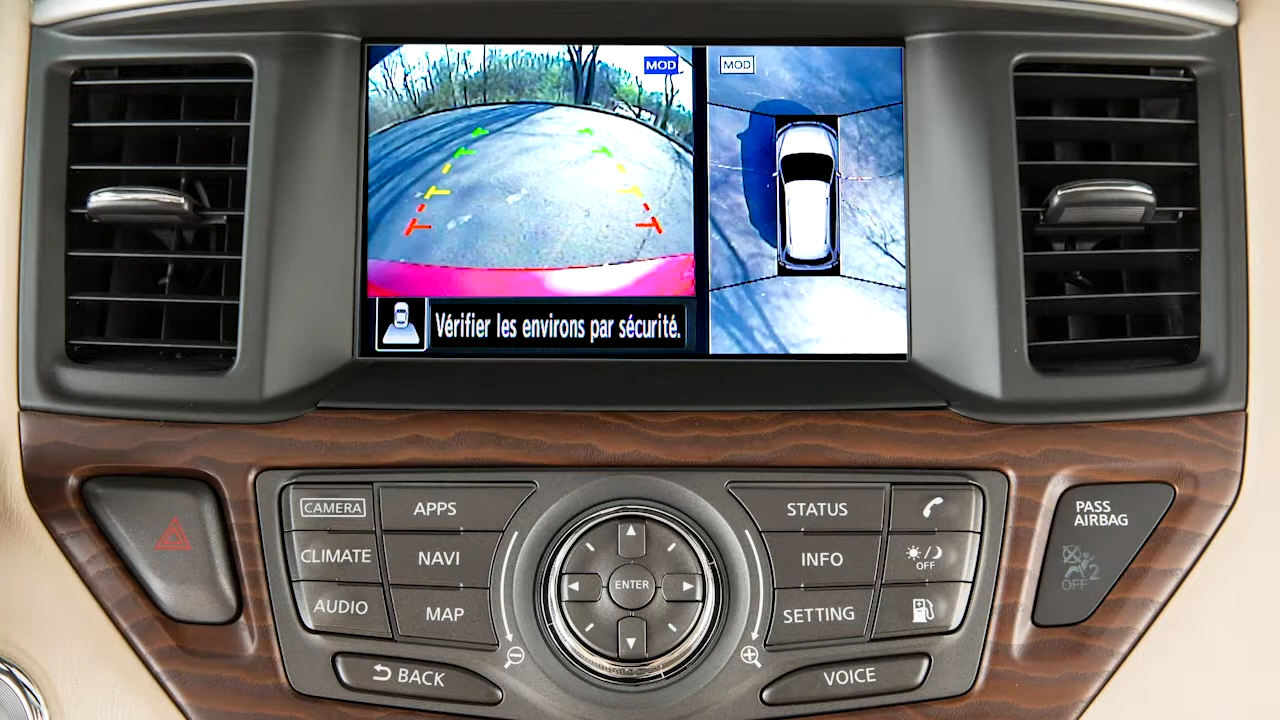 MOD
MOD
Vérifier les environs par sécurité.
CAMERA
APPS
CLIMATE
NAVI
AUDIO
MAP
BACK
ENTER
STATUS
INFO
OFF
SETTING
VOICE
PASS
AIRBAG
OFF 2